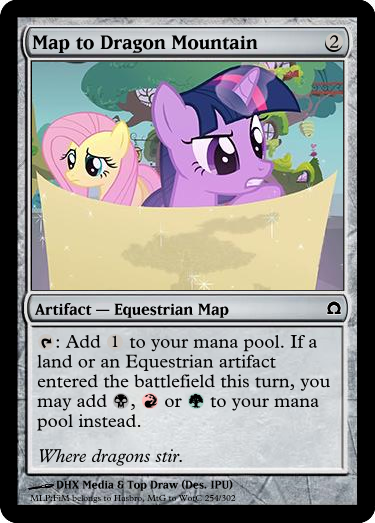 Map to Dragon Mountain 2
Artifact — Equestrian Map Ω
: Add 1 to your mana pool. If a
land or an Equestrian artifact
entered the battlefield this turn, you
may add , or to your mana
pool instead.
Where dragons stir.
DHX Media & Top Draw (Des. IPU)
MLP:FiM belongs to Hasbro, MtG to WotC 254/302